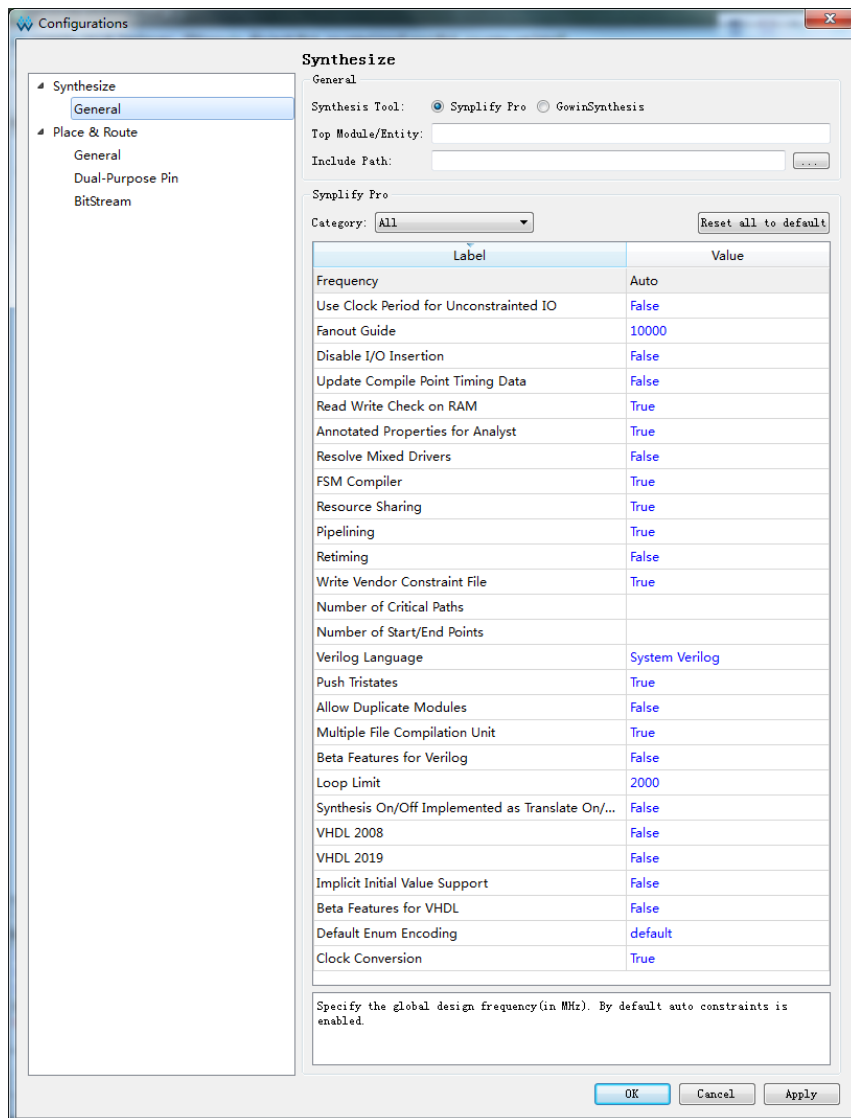 Configurations
Synthesize
General
Place & Route
General
Dual-Purpose Pin
BitStream
Synthesize
General
Synthesis Tool: Synplify Pro GowinSynthesis
Top Module/Entity:
Include Path: ...
Synplify Pro
Category: All Reset all to default
Label Value
Frequency Auto
Use Clock Period for Unconstrainted IO False
Fanout Guide 10000
Disable I/O Insertion False
Update Compile Point Timing Data False
Read Write Check on RAM True
Annotated Properties for Analyst True
Resolve Mixed Drivers False
FSM Compiler True
Resource Sharing True
Pipelining True
Retiming False
Write Vendor Constraint File True
Number of Critical Paths
Number of Start/End Points
Verilog Language System Verilog
Push Tristates True
Allow Duplicate Modules False
Multiple File Compilation Unit True
Beta Features for Verilog False
Loop Limit 2000
Synthesis On/Off Implemented as Translate On/... False
VHDL 2008 False
VHDL 2019 False
Implicit Initial Value Support False
Beta Features for VHDL False
Default Enum Encoding default
Clock Conversion True
Specify the global design frequency(in MHz). By default auto constraints is
enabled.
OK Cancel Apply